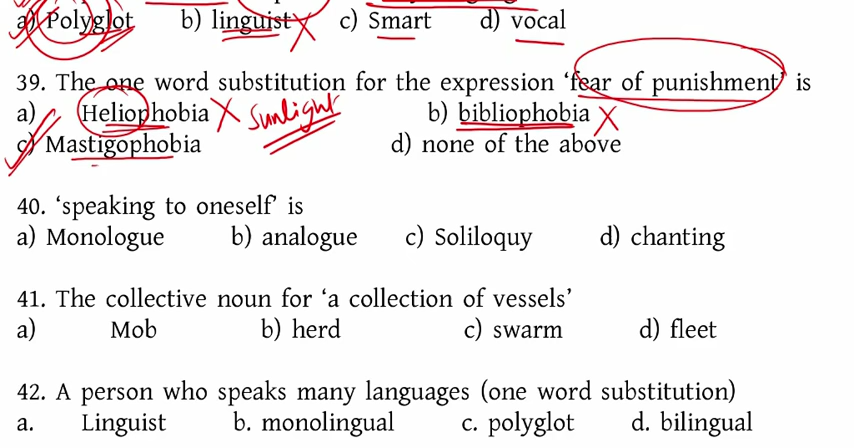 a) Polyglot b) linguist c) Smart d) vocal
39. The one word substitution for the expression ‘fear of punishment’ is
a) Heliophobia Sunlight b) bibliophobia
c) Mastigophobia d) none of the above
40. ‘speaking to oneself’ is
a) Monologue b) analogue c) Soliloquy d) chanting
41. The collective noun for ‘a collection of vessels’
a) Mob b) herd c) swarm d) fleet
42. A person who speaks many languages (one word substitution)
a. Linguist b. monolingual c. polyglot d. bilingual